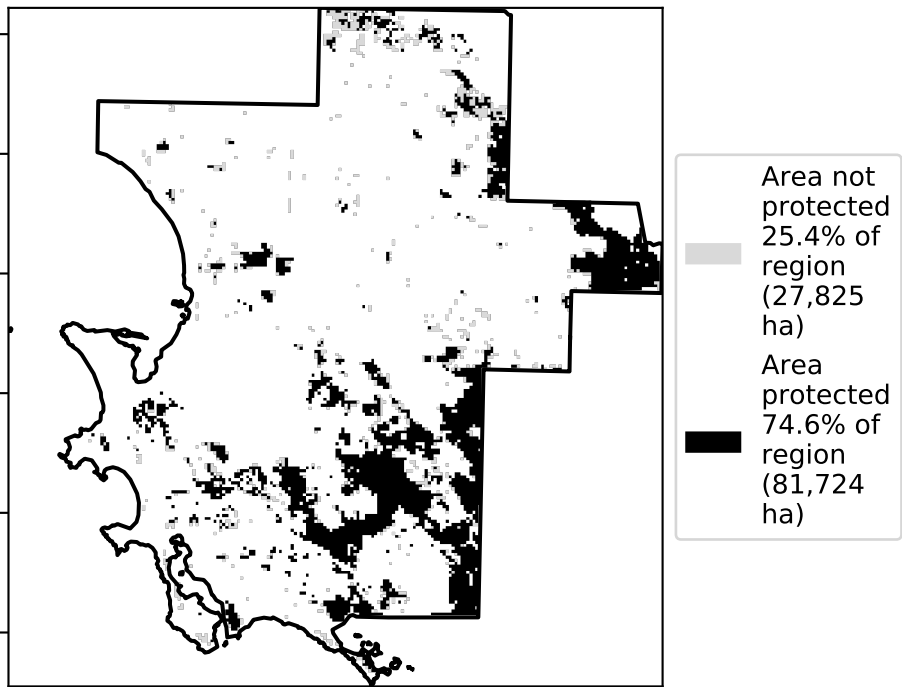 Area not
protected
25.4% of
region
(27,825
ha)
Area
protected
74.6% of
region
(81,724
ha)